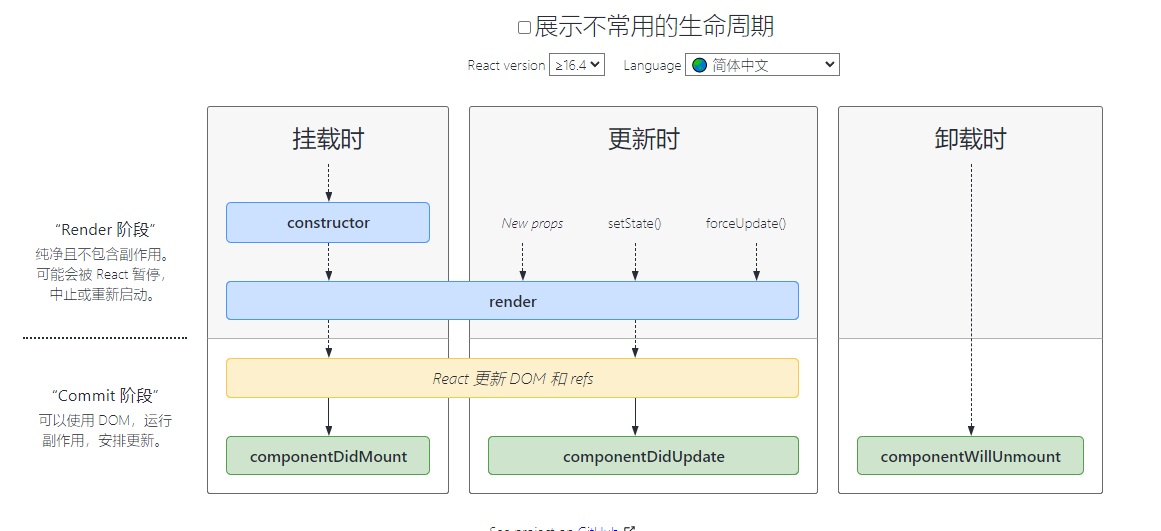 展示不常用的生命周期
React version ≥16.4 Language 简体中文
挂载时
更新时
卸载时
“Render 阶段”
纯净且不包含副作用。
可能会被 React 暂停，
中止或重新启动。
constructor
New props
setState()
forceUpdate()
render
“Commit 阶段”
可以使用 DOM，运行
副作用，安排更新。
React 更新 DOM 和 refs
componentDidMount
componentDidUpdate
componentWillUnmount
See project on GitHub